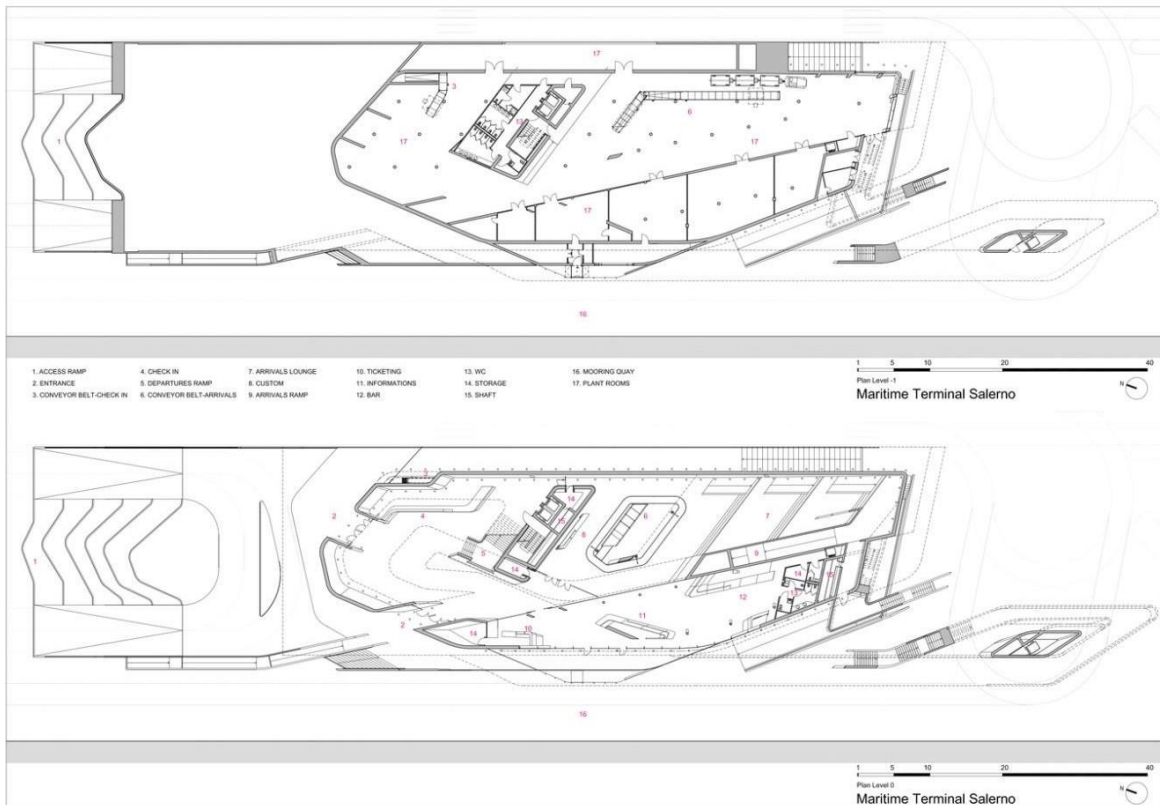 17
3
6
13
1
17
17
17
16
1. ACCESS RAMP 4. CHECK IN 7. ARRIVALS LOUNGE 10. TICKETING 13. WC 16. MOORING QUAY
2. ENTRANCE 5. DEPARTURES RAMP 8. CUSTOM 11. INFORMATIONS 14. STORAGE 17. PLANT ROOMS
3. CONVEYOR BELT-CHECK IN 6. CONVEYOR BELT-ARRIVALS 9. ARRIVALS RAMP 12. BAR 15. SHAFT
1 5 10 20 40
Plan Level -1
N
Maritime Terminal Salerno
14
2 4 15 6 7
8
5 9
1 14 14
13
12
2 11
14 10
16
1 5 10 20 40
Plan Level 0
N
Maritime Terminal Salerno